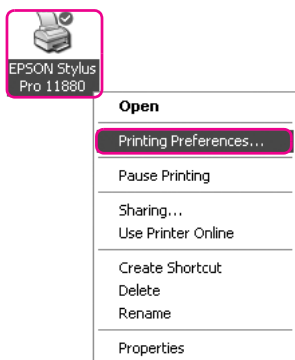 EPSON Stylus
Pro 11880
Open
Printing Preferences...
Pause Printing
Sharing...
Use Printer Online
Create Shortcut
Delete
Rename
Properties